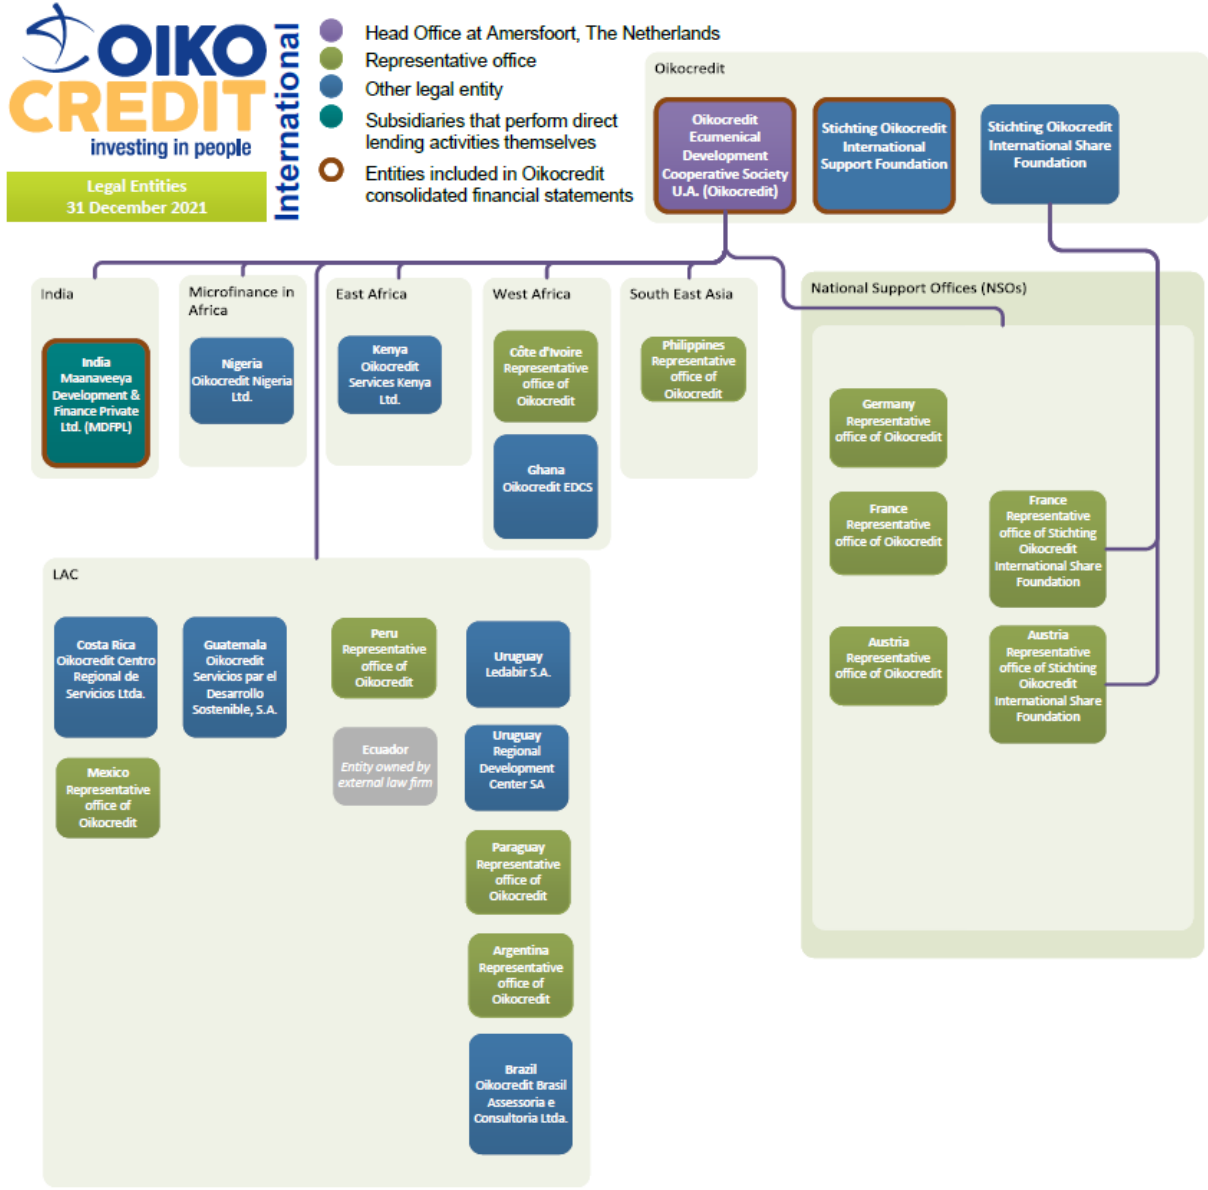 OIKO
CREDIT
investing in people
International
Legal Entities
31 December 2021
Head Office at Amersfoort, The Netherlands
Representative office
Other legal entity
Subsidiaries that perform direct
lending activities themselves
Entities included in Oikocredit
consolidated financial statements
Oikocredit
Oikocredit
Ecumenical
Development
Cooperative Society
U.A. (Oikocredit)
Stichting Oikocredit
International
Support Foundation
Stichting Oikocredit
International Share
Foundation
India
India
Maanaveeya
Development &
Finance Private
Ltd. (MDFPL)
Microfinance in
Africa
Nigeria
Oikocredit Nigeria
Ltd.
East Africa
Kenya
Oikocredit
Services Kenya
Ltd.
West Africa
Côte d'Ivoire
Representative
office of
Oikocredit
Ghana
Oikocredit EDCS
South East Asia
Philippines
Representative
office of
Oikocredit
National Support Offices (NSOs)
Germany
Representative
office of Oikocredit
France
Representative
office of Oikocredit
France
Representative
office of Stichting
Oikocredit
International Share
Foundation
Austria
Representative
office of Oikocredit
Austria
Representative
office of Stichting
Oikocredit
International Share
Foundation
LAC
Costa Rica
Oikocredit Centro
Regional de
Servicios Ltda.
Guatemala
Oikocredit
Servicios par el
Desarrollo
Sostenible, S.A.
Peru
Representative
office of
Oikocredit
Uruguay
Ledabir S.A.
Mexico
Representative
office of
Oikocredit
Ecuador
Entity owned by
external law firm
Uruguay
Regional
Development
Center SA
Paraguay
Representative
office of
Oikocredit
Argentina
Representative
office of
Oikocredit
Brazil
Oikocredit Brasil
Assessoria e
Consultoria Ltda.